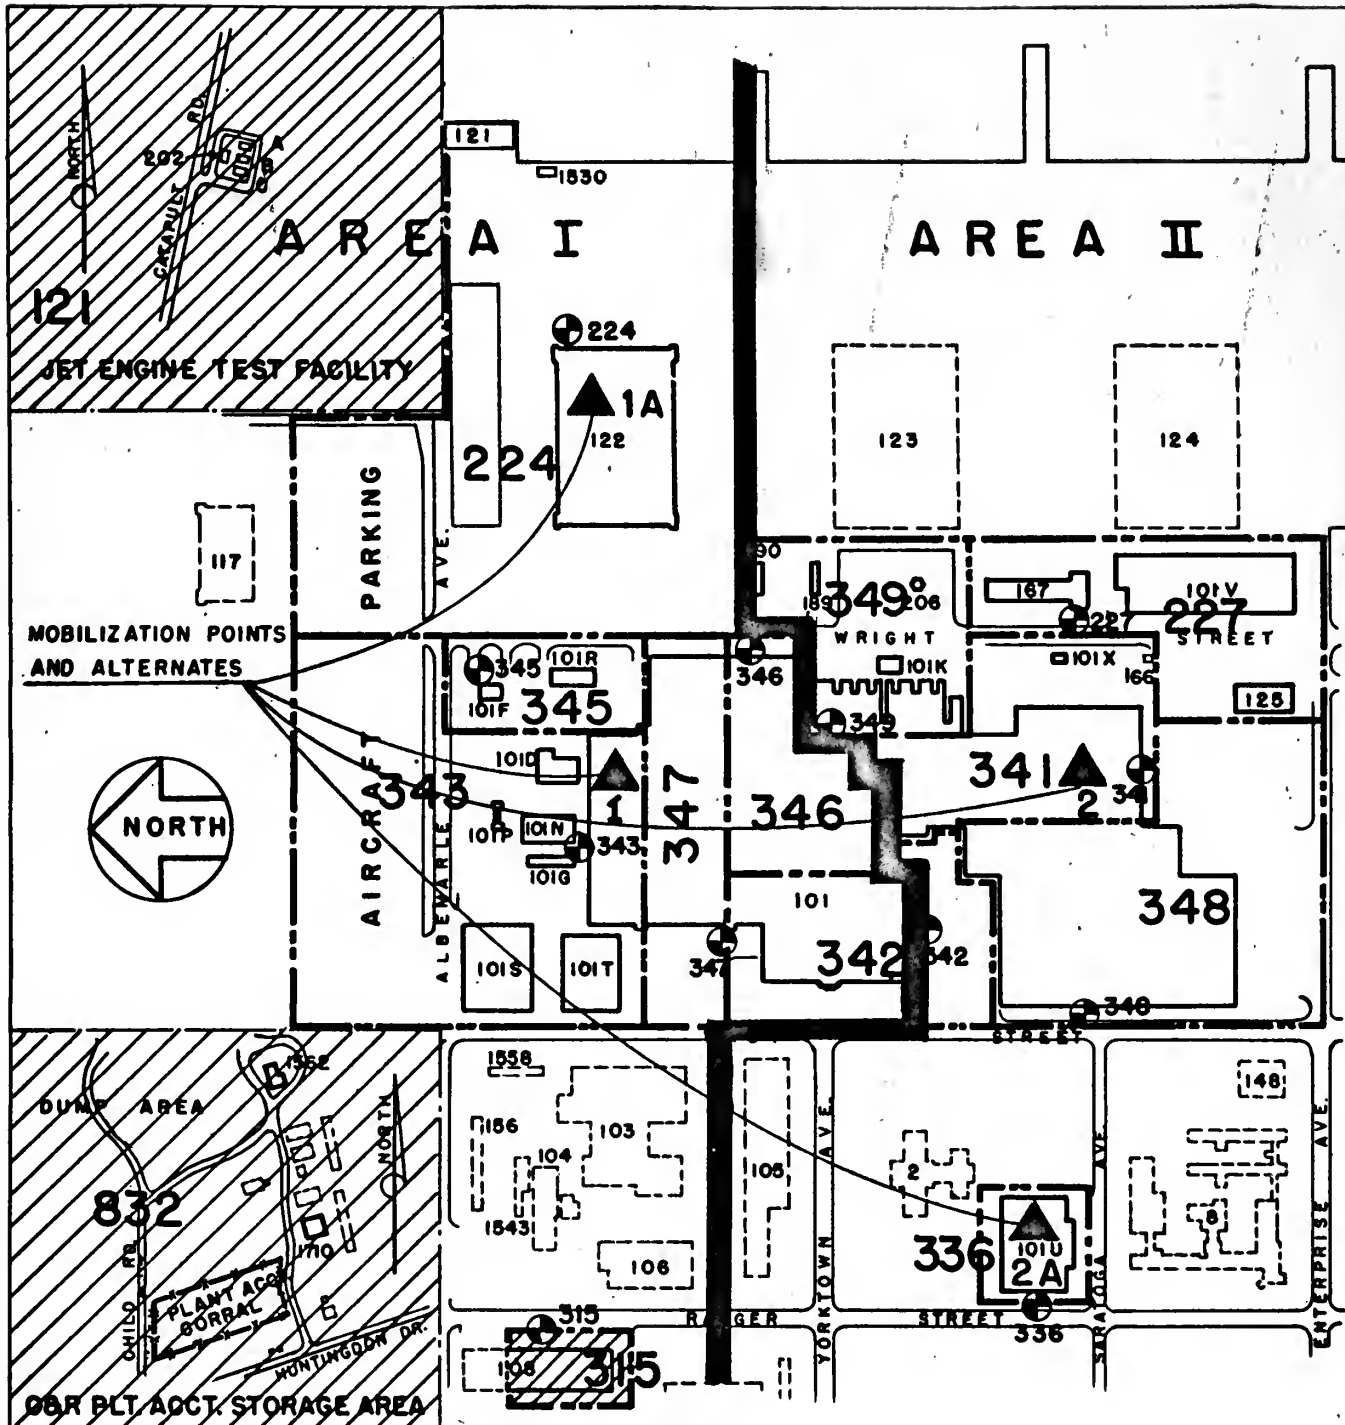 NORTH
CATAPULT RD.
202
A
B
121
JET ENGINE TEST FACILITY
AREA I
AREA II
121
1530
224
1A
122
224
123
124
117
PARKING
AVE.
MOBILIZATION POINTS
AND ALTERNATES
90
189
349
206
167
101V
227
227
WRIGHT
STREET
345
101R
101F
345
346
101K
101X
166
125
349
101D
343
1
347
346
341
2
NORTH
101P
101N
343
101G
AIRCRAFT
ALBEMARLE
101
348
101S
101T
347
342
342
348
STREET
DUMP AREA
1562
NORTH
832
1710
CHILD RD.
PLANT ACC
CORRAL
HUNTINGDON DR.
O&R PLT. ACCT. STORAGE AREA
1558
156
103
104
1543
105
106
YORKTOWN AVE.
2
336
101U
2A
336
SARATOGA AVE.
148
8
ENTERPRISE AVE.
RANGER
STREET
315
108
315